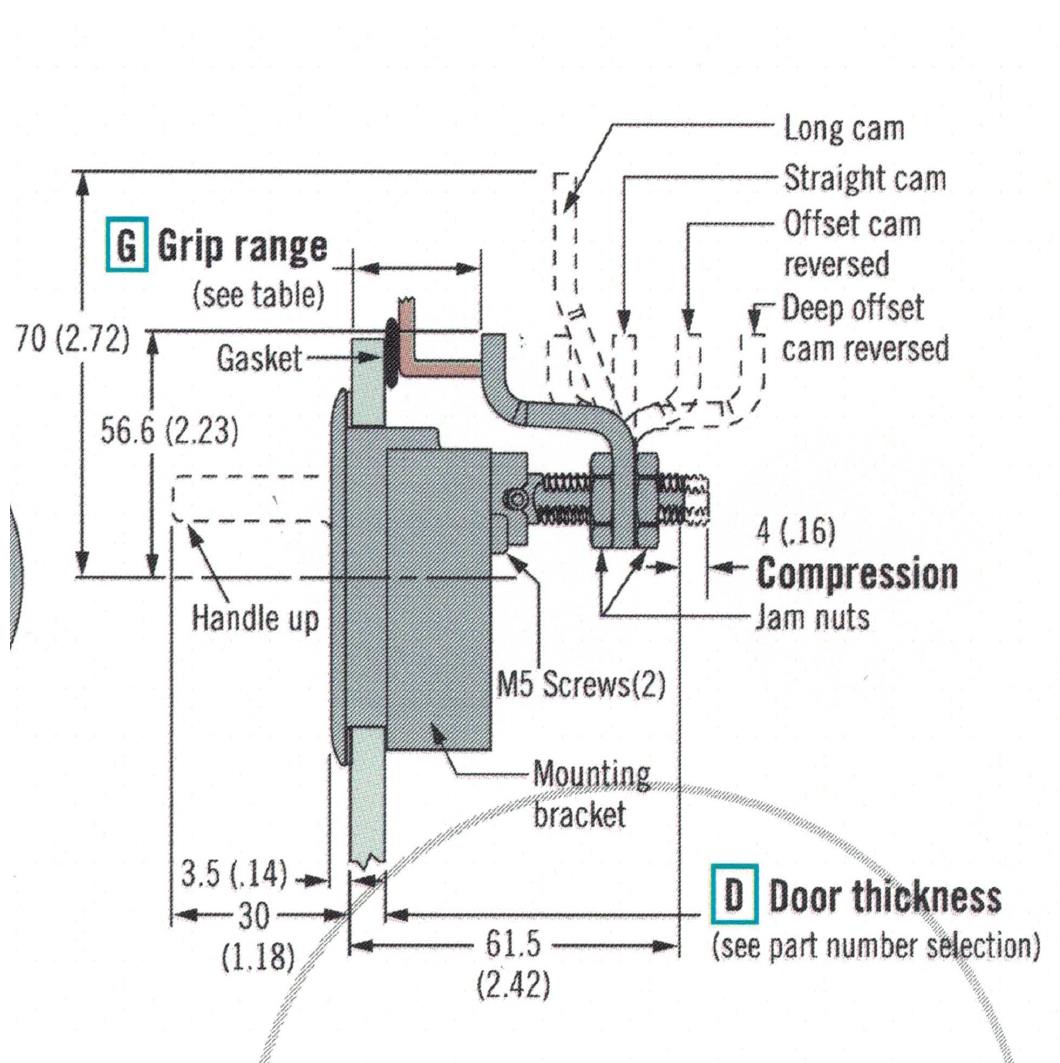 Long cam
Straight cam
Offset cam
reversed
Deep offset
cam reversed
G Grip range
(see table)
70 (2.72)
Gasket
56.6 (2.23)
4 (.16)
Compression
Handle up
Jam nuts
M5 Screws(2)
Mounting
bracket
3.5 (.14)
30
(1.18)
61.5
(2.42)
D Door thickness
(see part number selection)